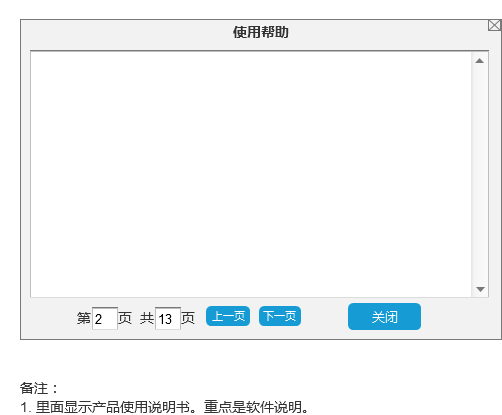 使用帮助
第2页 共13页 上一页 下一页 关闭
备注：
1. 里面显示产品使用说明书。重点是软件说明。